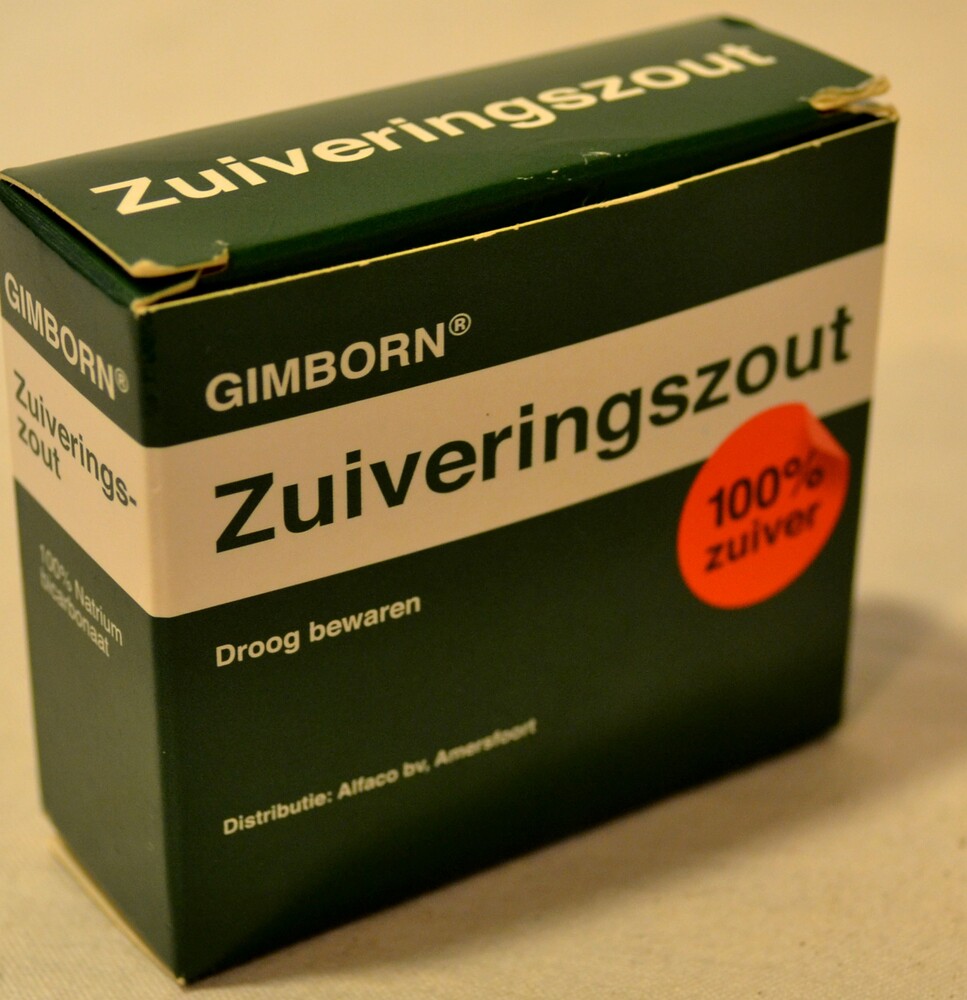 Zuiveringszout
GIMBORN®
Zuiverings-
zout
100% Natrium
bicarbonaat
GIMBORN®
Zuiveringszout
100%
zuiver
Droog bewaren
Distributie: Alfaco bv, Amersfoort